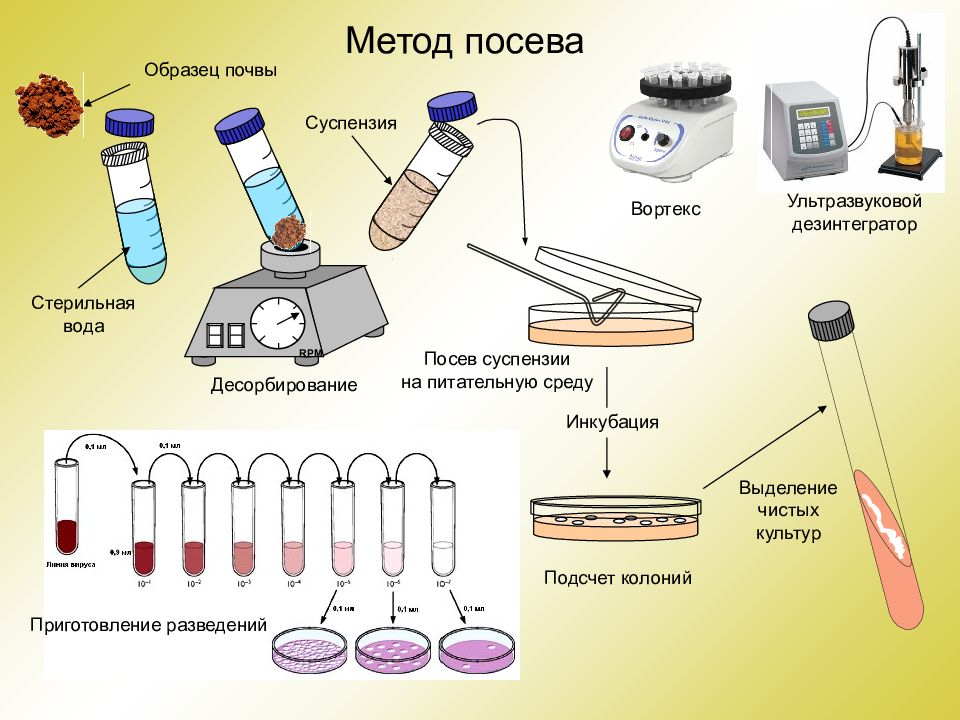 Метод посева
Образец почвы
Суспензия
Вортекс
Ультразвуковой
дезинтегратор
Стерильная
вода
RPM
Десорбирование
Посев суспензии
на питательную среду
Инкубация
Выделение
чистых
культур
Подсчет колоний
0,1 мл
0,1 мл
0,9 мл
Линия вируса
10⁻¹
10⁻²
10⁻³
10⁻⁴
10⁻⁵
10⁻⁶
10⁻⁷
0,1 мл
0,1 мл
0,1 мл
Приготовление разведений